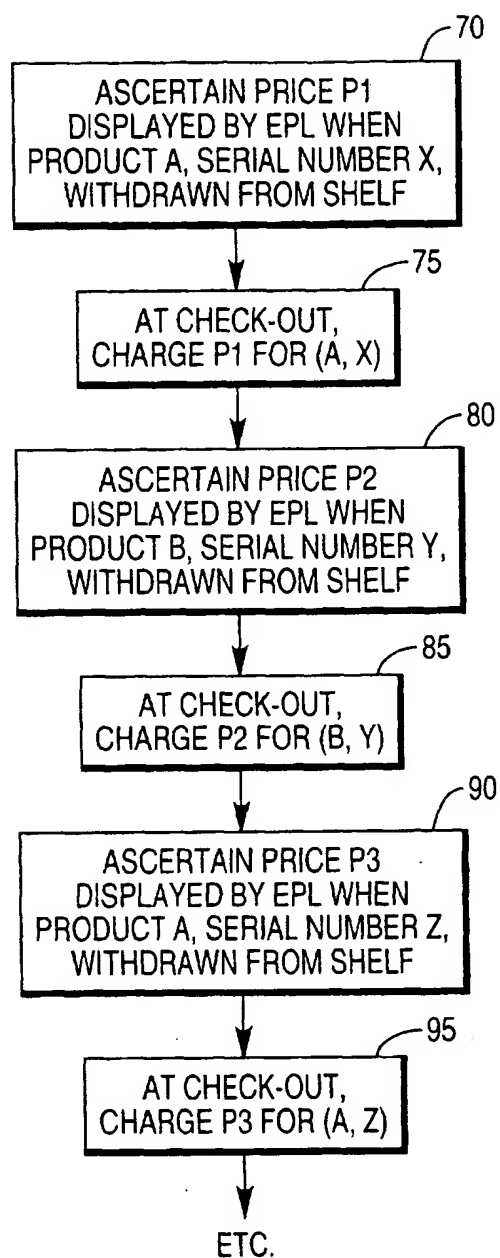 70
ASCERTAIN PRICE P1
DISPLAYED BY EPL WHEN
PRODUCT A, SERIAL NUMBER X,
WITHDRAWN FROM SHELF
75
AT CHECK-OUT,
CHARGE P1 FOR (A, X)
80
ASCERTAIN PRICE P2
DISPLAYED BY EPL WHEN
PRODUCT B, SERIAL NUMBER Y,
WITHDRAWN FROM SHELF
85
AT CHECK-OUT,
CHARGE P2 FOR (B, Y)
90
ASCERTAIN PRICE P3
DISPLAYED BY EPL WHEN
PRODUCT A, SERIAL NUMBER Z,
WITHDRAWN FROM SHELF
95
AT CHECK-OUT,
CHARGE P3 FOR (A, Z)
ETC.